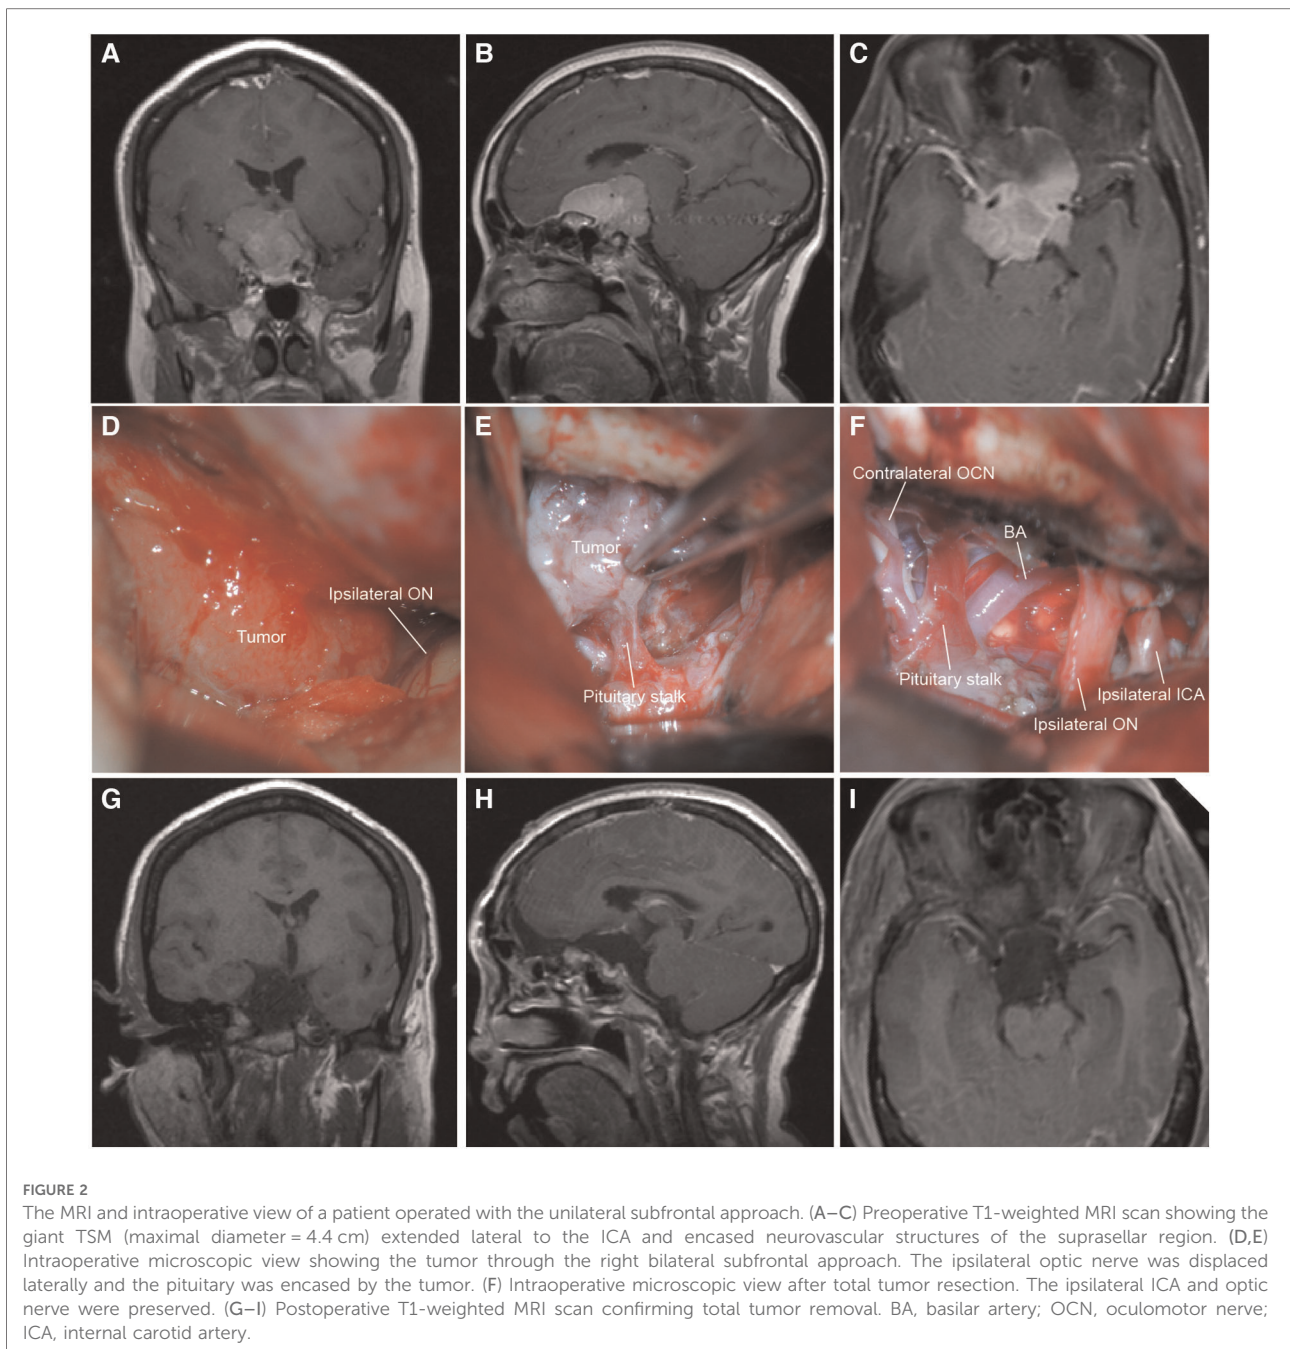 A
B
C
D
Tumor
Ipsilateral ON
E
Tumor
Pituitary stalk
F
Contralateral OCN
BA
Pituitary stalk
Ipsilateral ICA
Ipsilateral ON
G
H
I
FIGURE 2
The MRI and intraoperative view of a patient operated with the unilateral subfrontal approach. (A–C) Preoperative T1-weighted MRI scan showing the
giant TSM (maximal diameter = 4.4 cm) extended lateral to the ICA and encased neurovascular structures of the suprasellar region. (D,E)
Intraoperative microscopic view showing the tumor through the right bilateral subfrontal approach. The ipsilateral optic nerve was displaced
laterally and the pituitary was encased by the tumor. (F) Intraoperative microscopic view after total tumor resection. The ipsilateral ICA and optic
nerve were preserved. (G–I) Postoperative T1-weighted MRI scan confirming total tumor removal. BA, basilar artery; OCN, oculomotor nerve;
ICA, internal carotid artery.